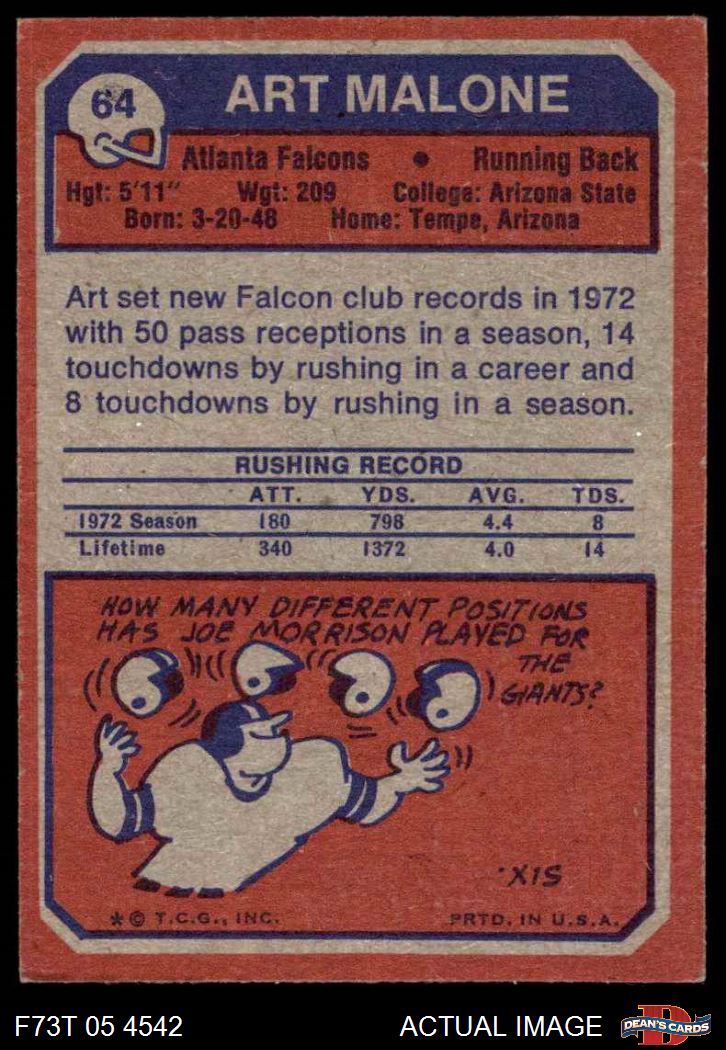 64
ART MALONE
Atlanta Falcons • Running Back
Hgt: 5'11" Wgt: 209 College: Arizona State
Born: 3-20-48 Home: Tempe, Arizona
Art set new Falcon club records in 1972
with 50 pass receptions in a season, 14
touchdowns by rushing in a career and
8 touchdowns by rushing in a season.
RUSHING RECORD
ATT. YDS. AVG. TDS.
1972 Season 180 798 4.4 8
Lifetime 340 1372 4.0 14
HOW MANY DIFFERENT POSITIONS
HAS JOE MORRISON PLAYED FOR
THE
GIANTS?
SIX.
*© T.C.G., INC. PRTD. IN U.S.A.
F73T 05 4542 ACTUAL IMAGE D DEAN'S CARDS